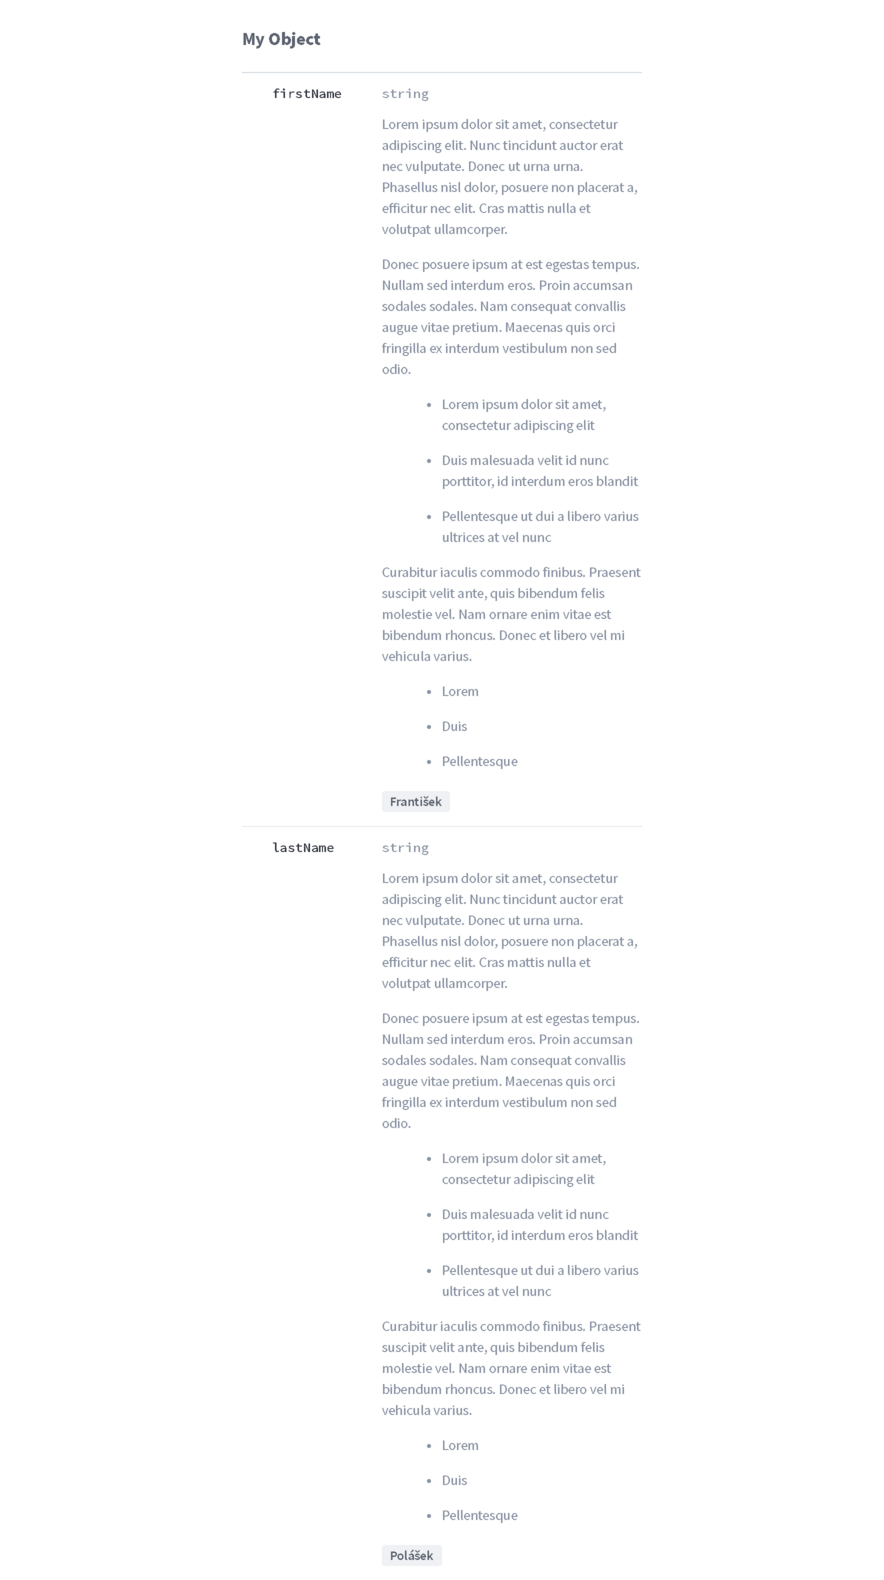 My Object
firstName
string
Lorem ipsum dolor sit amet, consectetur
adipiscing elit. Nunc tincidunt auctor erat
nec vulputate. Donec ut urna urna.
Phasellus nisl dolor, posuere non placerat a,
efficitur nec elit. Cras mattis nulla et
volutpat ullamcorper.
Donec posuere ipsum at est egestas tempus.
Nullam sed interdum eros. Proin accumsan
sodales sodales. Nam consequat convallis
augue vitae pretium. Maecenas quis orci
fringilla ex interdum vestibulum non sed
odio.
• Lorem ipsum dolor sit amet,
consectetur adipiscing elit
• Duis malesuada velit id nunc
porttitor, id interdum eros blandit
• Pellentesque ut dui a libero varius
ultrices at vel nunc
Curabitur iaculis commodo finibus. Praesent
suscipit velit ante, quis bibendum felis
molestie vel. Nam ornare enim vitae est
bibendum rhoncus. Donec et libero vel mi
vehicula varius.
• Lorem
• Duis
• Pellentesque
František
lastName
string
Lorem ipsum dolor sit amet, consectetur
adipiscing elit. Nunc tincidunt auctor erat
nec vulputate. Donec ut urna urna.
Phasellus nisl dolor, posuere non placerat a,
efficitur nec elit. Cras mattis nulla et
volutpat ullamcorper.
Donec posuere ipsum at est egestas tempus.
Nullam sed interdum eros. Proin accumsan
sodales sodales. Nam consequat convallis
augue vitae pretium. Maecenas quis orci
fringilla ex interdum vestibulum non sed
odio.
• Lorem ipsum dolor sit amet,
consectetur adipiscing elit
• Duis malesuada velit id nunc
porttitor, id interdum eros blandit
• Pellentesque ut dui a libero varius
ultrices at vel nunc
Curabitur iaculis commodo finibus. Praesent
suscipit velit ante, quis bibendum felis
molestie vel. Nam ornare enim vitae est
bibendum rhoncus. Donec et libero vel mi
vehicula varius.
• Lorem
• Duis
• Pellentesque
Polášek